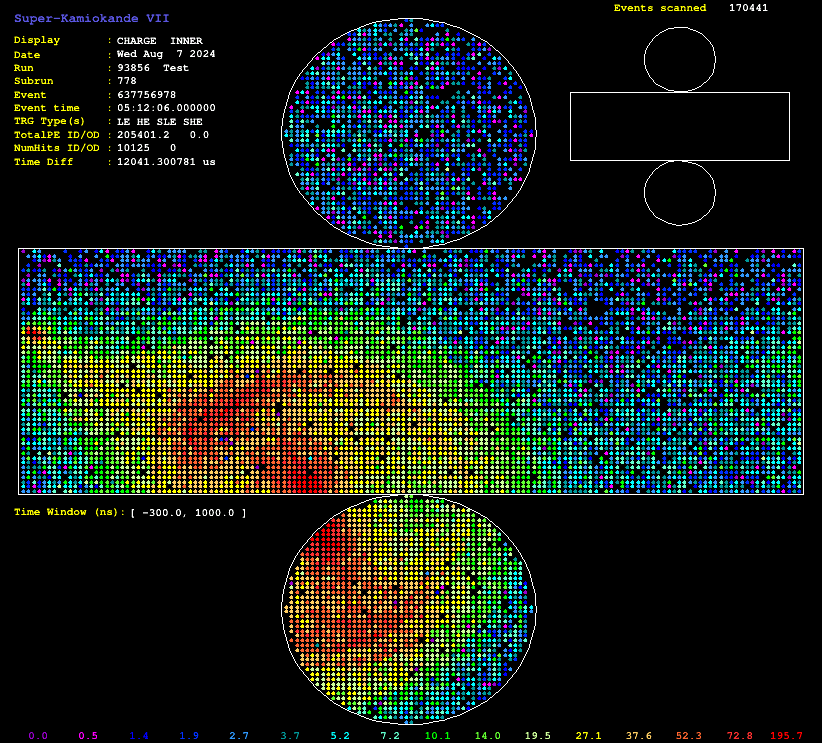 Super-Kamiokande VII
Events scanned 170441
Display : CHARGE INNER
Date : Wed Aug 7 2024
Run : 93856 Test
Subrun : 778
Event : 637756978
Event time : 05:12:06.000000
TRG Type(s) : LE HE SLE SHE
TotalPE ID/OD : 205401.2 0.0
NumHits ID/OD : 10125 0
Time Diff : 12041.300781 us
Time Window (ns): [ -300.0, 1000.0 ]
0.0 0.5 1.4 1.9 2.7 3.7 5.2 7.2 10.1 14.0 19.5 27.1 37.6 52.3 72.8 195.7